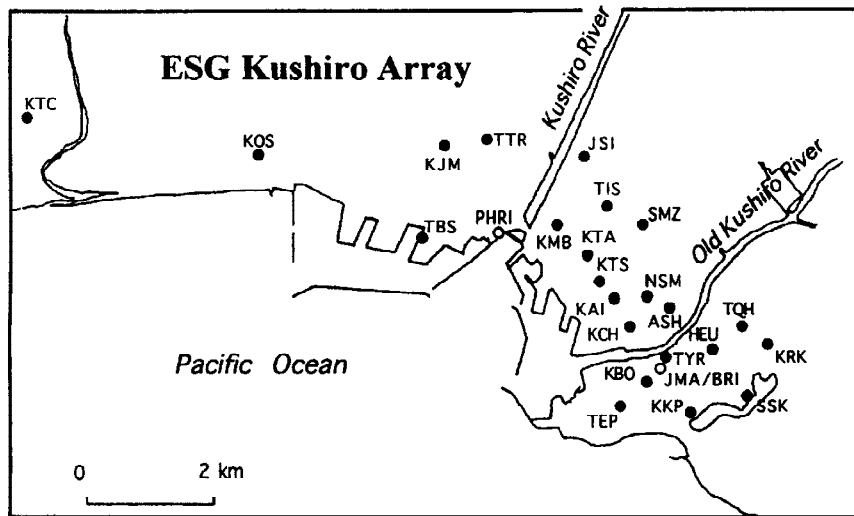 ESG Kushiro Array
Kushiro River
KTC
KOS
KJM
TTR
JSI
TIS
SMZ
Old Kushiro River
TBS
PHRI
KMB
KTA
KTS
NSM
KAI
ASH
TOH
KCH
HEU
KRK
TYR
Pacific Ocean
KBO
JMA/BRI
SSK
TEP
KKP
0 2 km